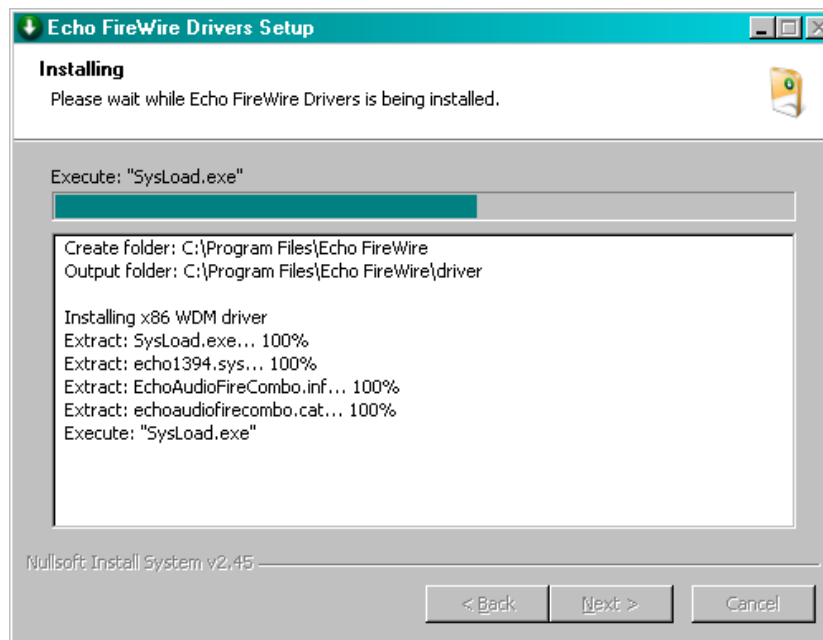 Echo FireWire Drivers Setup
Installing
Please wait while Echo FireWire Drivers is being installed.
Execute: "SysLoad.exe"
Create folder: C:\Program Files\Echo FireWire
Output folder: C:\Program Files\Echo FireWire\driver
Installing x86 WDM driver
Extract: SysLoad.exe... 100%
Extract: echo1394.sys... 100%
Extract: EchoAudioFireCombo.inf... 100%
Extract: echoaudiofirecombo.cat... 100%
Execute: "SysLoad.exe"
Nullsoft Install System v2.45
< Back Next > Cancel